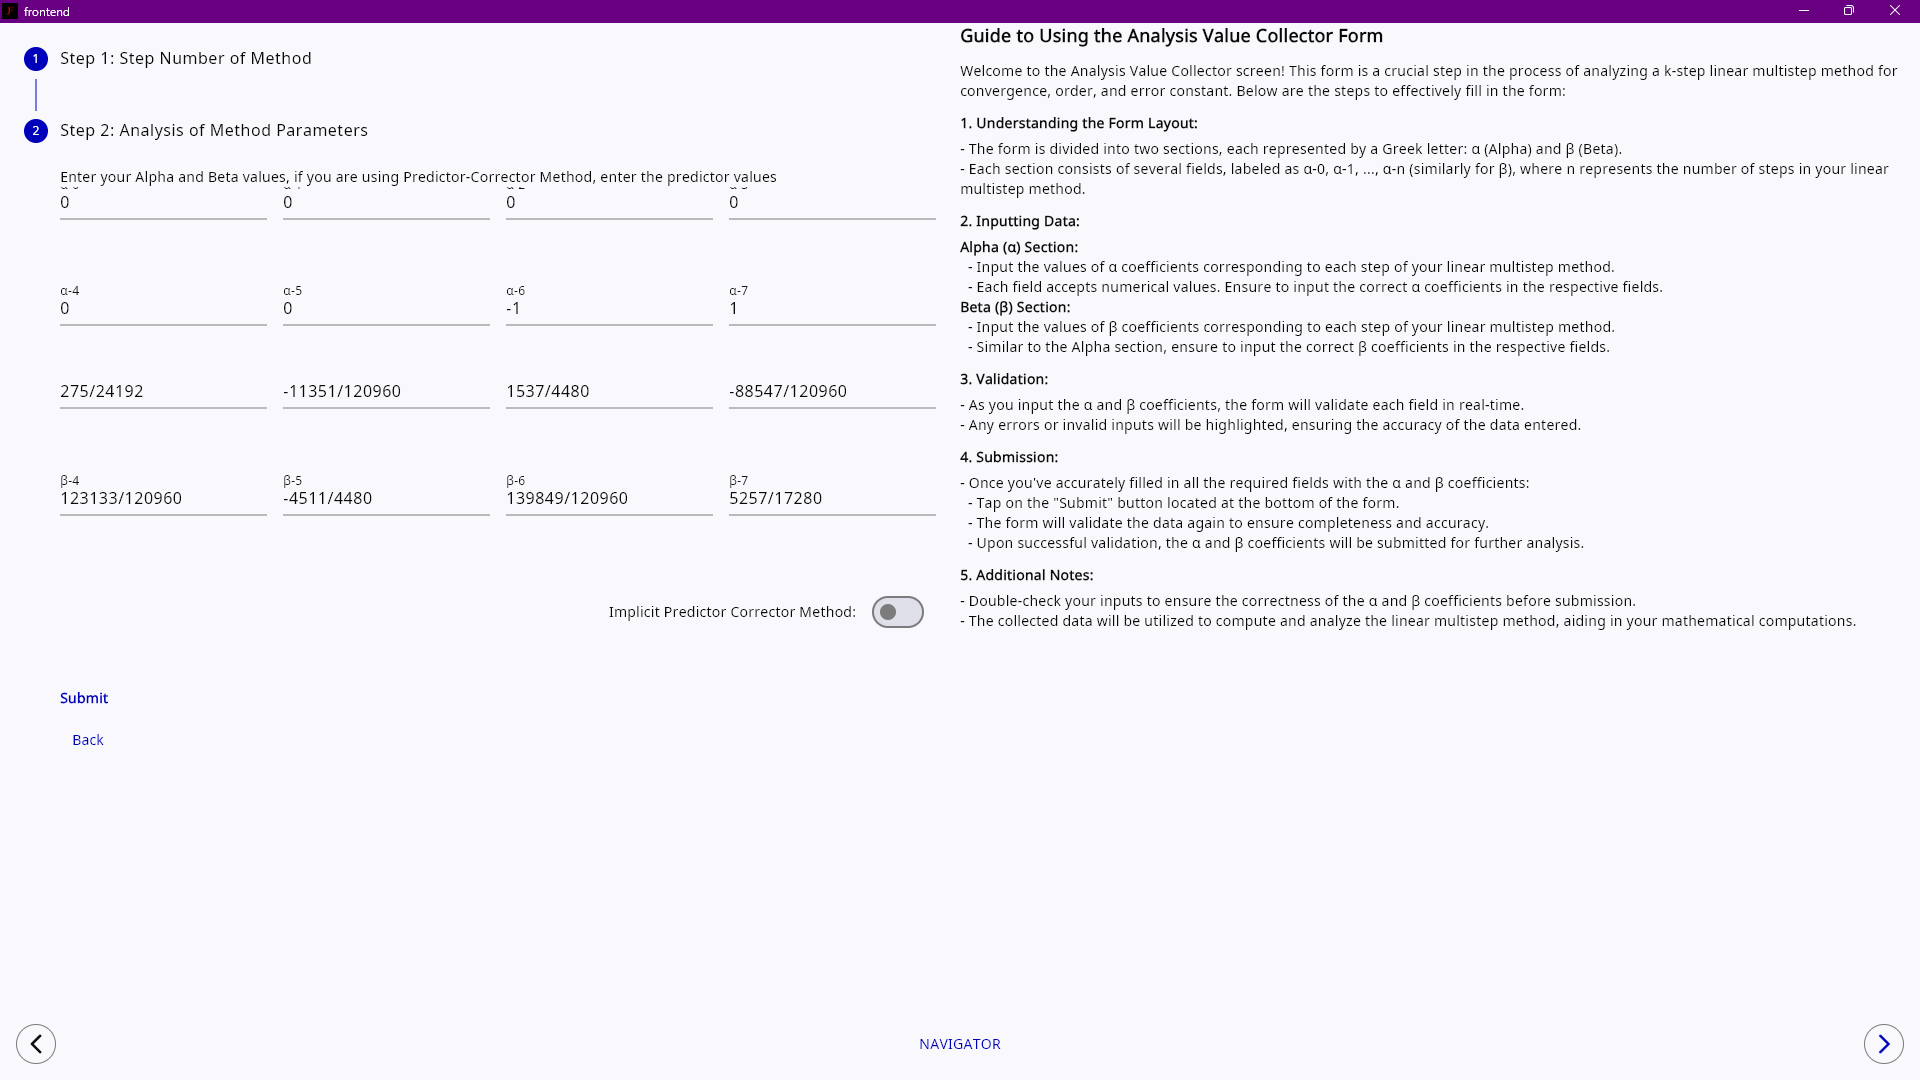 frontend
1 Step 1: Step Number of Method
2 Step 2: Analysis of Method Parameters
Enter your Alpha and Beta values, if you are using Predictor-Corrector Method, enter the predictor values
0 0 0 0
α-4 α-5 α-6 α-7
0 0 -1 1
275/24192 -11351/120960 1537/4480 -88547/120960
β-4 β-5 β-6 β-7
123133/120960 -4511/4480 139849/120960 5257/17280
Implicit Predictor Corrector Method:
Submit
Back
Guide to Using the Analysis Value Collector Form
Welcome to the Analysis Value Collector screen! This form is a crucial step in the process of analyzing a k-step linear multistep method for
convergence, order, and error constant. Below are the steps to effectively fill in the form:
1. Understanding the Form Layout:
- The form is divided into two sections, each represented by a Greek letter: α (Alpha) and β (Beta).
- Each section consists of several fields, labeled as α-0, α-1, ..., α-n (similarly for β), where n represents the number of steps in your linear
multistep method.
2. Inputting Data:
Alpha (α) Section:
- Input the values of α coefficients corresponding to each step of your linear multistep method.
- Each field accepts numerical values. Ensure to input the correct α coefficients in the respective fields.
Beta (β) Section:
- Input the values of β coefficients corresponding to each step of your linear multistep method.
- Similar to the Alpha section, ensure to input the correct β coefficients in the respective fields.
3. Validation:
- As you input the α and β coefficients, the form will validate each field in real-time.
- Any errors or invalid inputs will be highlighted, ensuring the accuracy of the data entered.
4. Submission:
- Once you've accurately filled in all the required fields with the α and β coefficients:
- Tap on the "Submit" button located at the bottom of the form.
- The form will validate the data again to ensure completeness and accuracy.
- Upon successful validation, the α and β coefficients will be submitted for further analysis.
5. Additional Notes:
- Double-check your inputs to ensure the correctness of the α and β coefficients before submission.
- The collected data will be utilized to compute and analyze the linear multistep method, aiding in your mathematical computations.
NAVIGATOR